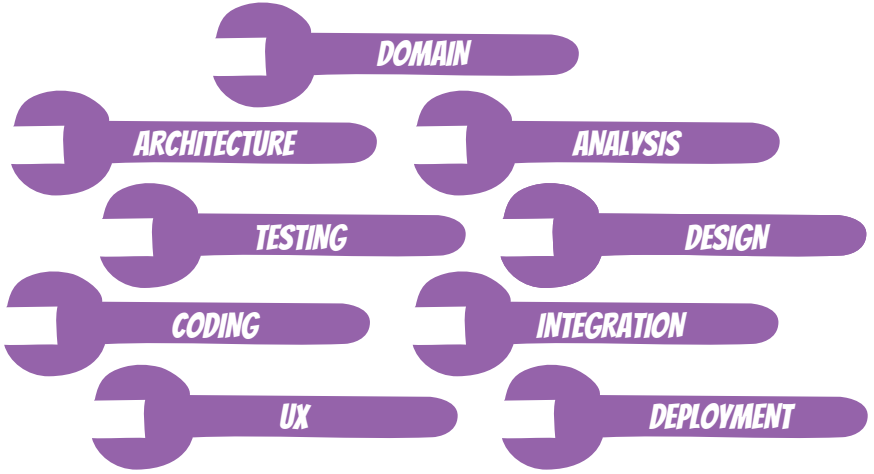 DOMAIN
ARCHITECTURE
ANALYSIS
TESTING
DESIGN
CODING
INTEGRATION
UX
DEPLOYMENT